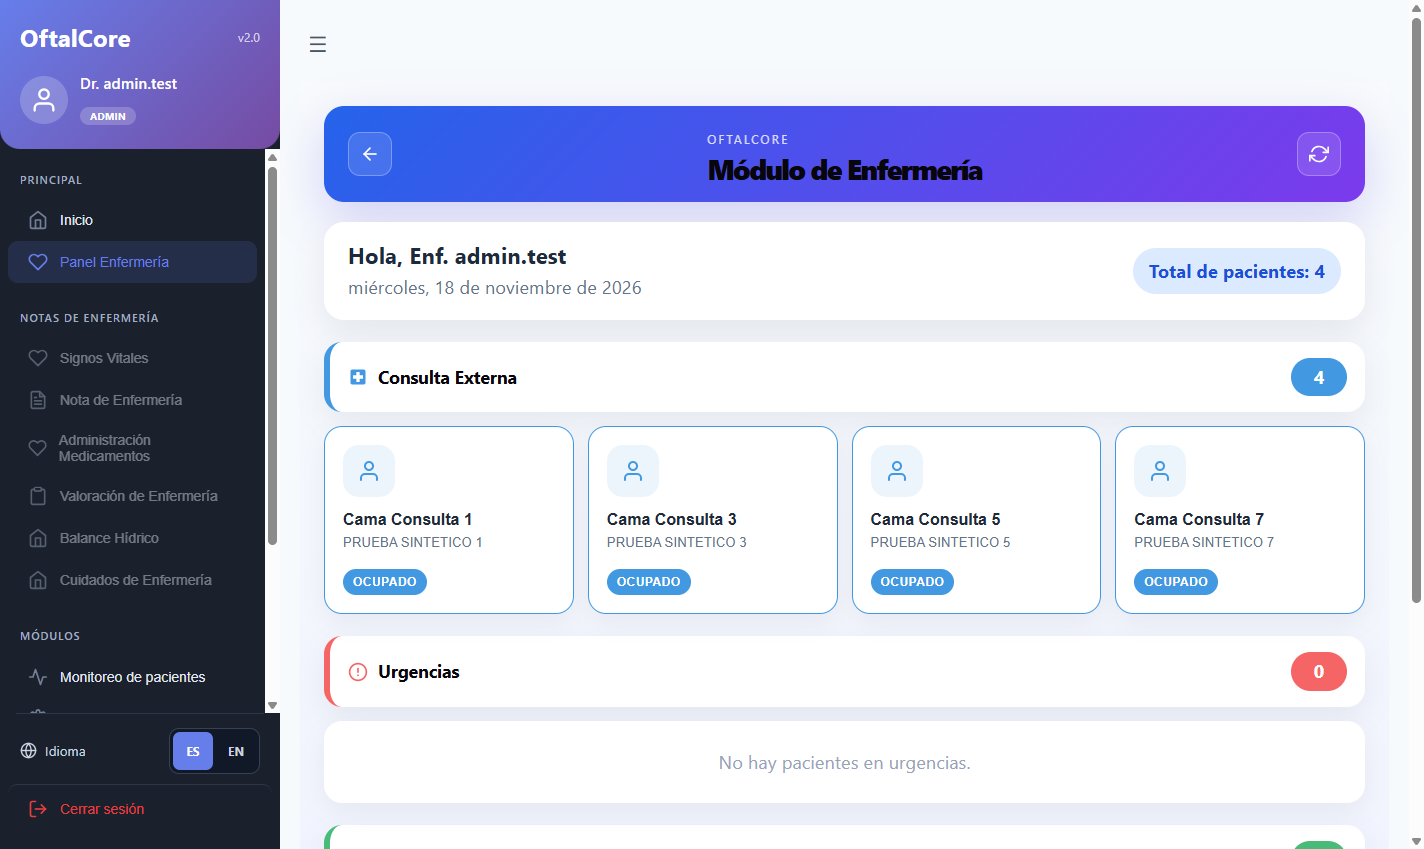 OftalCore
v2.0
Dr. admin.test
ADMIN
PRINCIPAL
Inicio
Panel Enfermería
NOTAS DE ENFERMERÍA
Signos Vitales
Nota de Enfermería
Administración
Medicamentos
Valoración de Enfermería
Balance Hídrico
Cuidados de Enfermería
MÓDULOS
Monitoreo de pacientes
Idioma
ES
EN
Cerrar sesión
OFTALCORE
Módulo de Enfermería
Hola, Enf. admin.test
miércoles, 18 de noviembre de 2026
Total de pacientes: 4
Consulta Externa
4
Cama Consulta 1
PRUEBA SINTETICO 1
OCUPADO
Cama Consulta 3
PRUEBA SINTETICO 3
OCUPADO
Cama Consulta 5
PRUEBA SINTETICO 5
OCUPADO
Cama Consulta 7
PRUEBA SINTETICO 7
OCUPADO
Urgencias
0
No hay pacientes en urgencias.